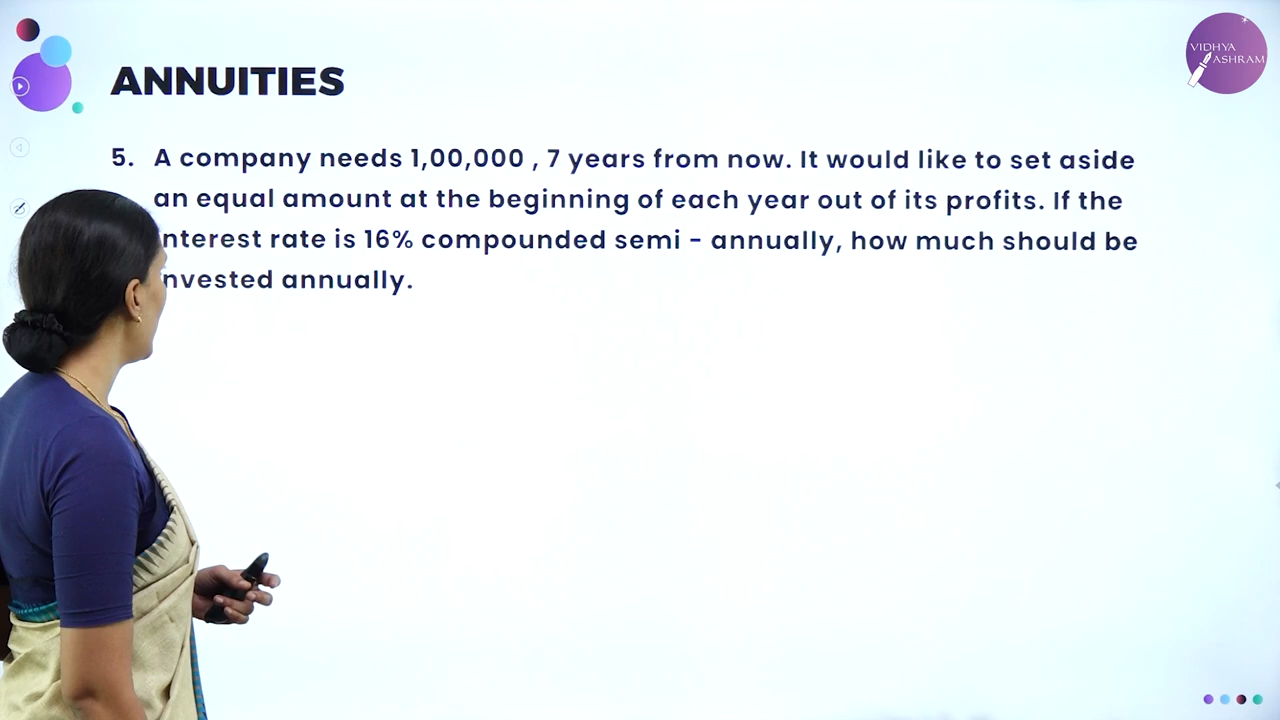 VIDHYA
ASHRAM
ANNUITIES
5. A company needs 1,00,000 , 7 years from now. It would like to set aside
an equal amount at the beginning of each year out of its profits. If the
nterest rate is 16% compounded semi - annually, how much should be
nvested annually.